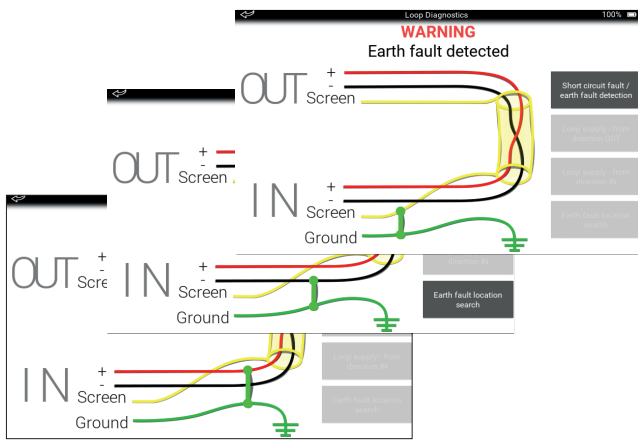 Loop Diagnostics
100%
WARNING
Earth fault detected
OUT
+
-
Screen
IN
+
-
Screen
Ground
Short circuit fault /
earth fault detection
Loop supply - from
direction OUT
Loop supply - from
direction IN
Earth fault location
search
OUT
+
-
Screen
IN
+
-
Screen
Ground
direction IN
Earth fault location
search
OUT
+
-
Scre
IN
+
-
Screen
Ground
Loop supply - from
direction IN
Earth fault location
search